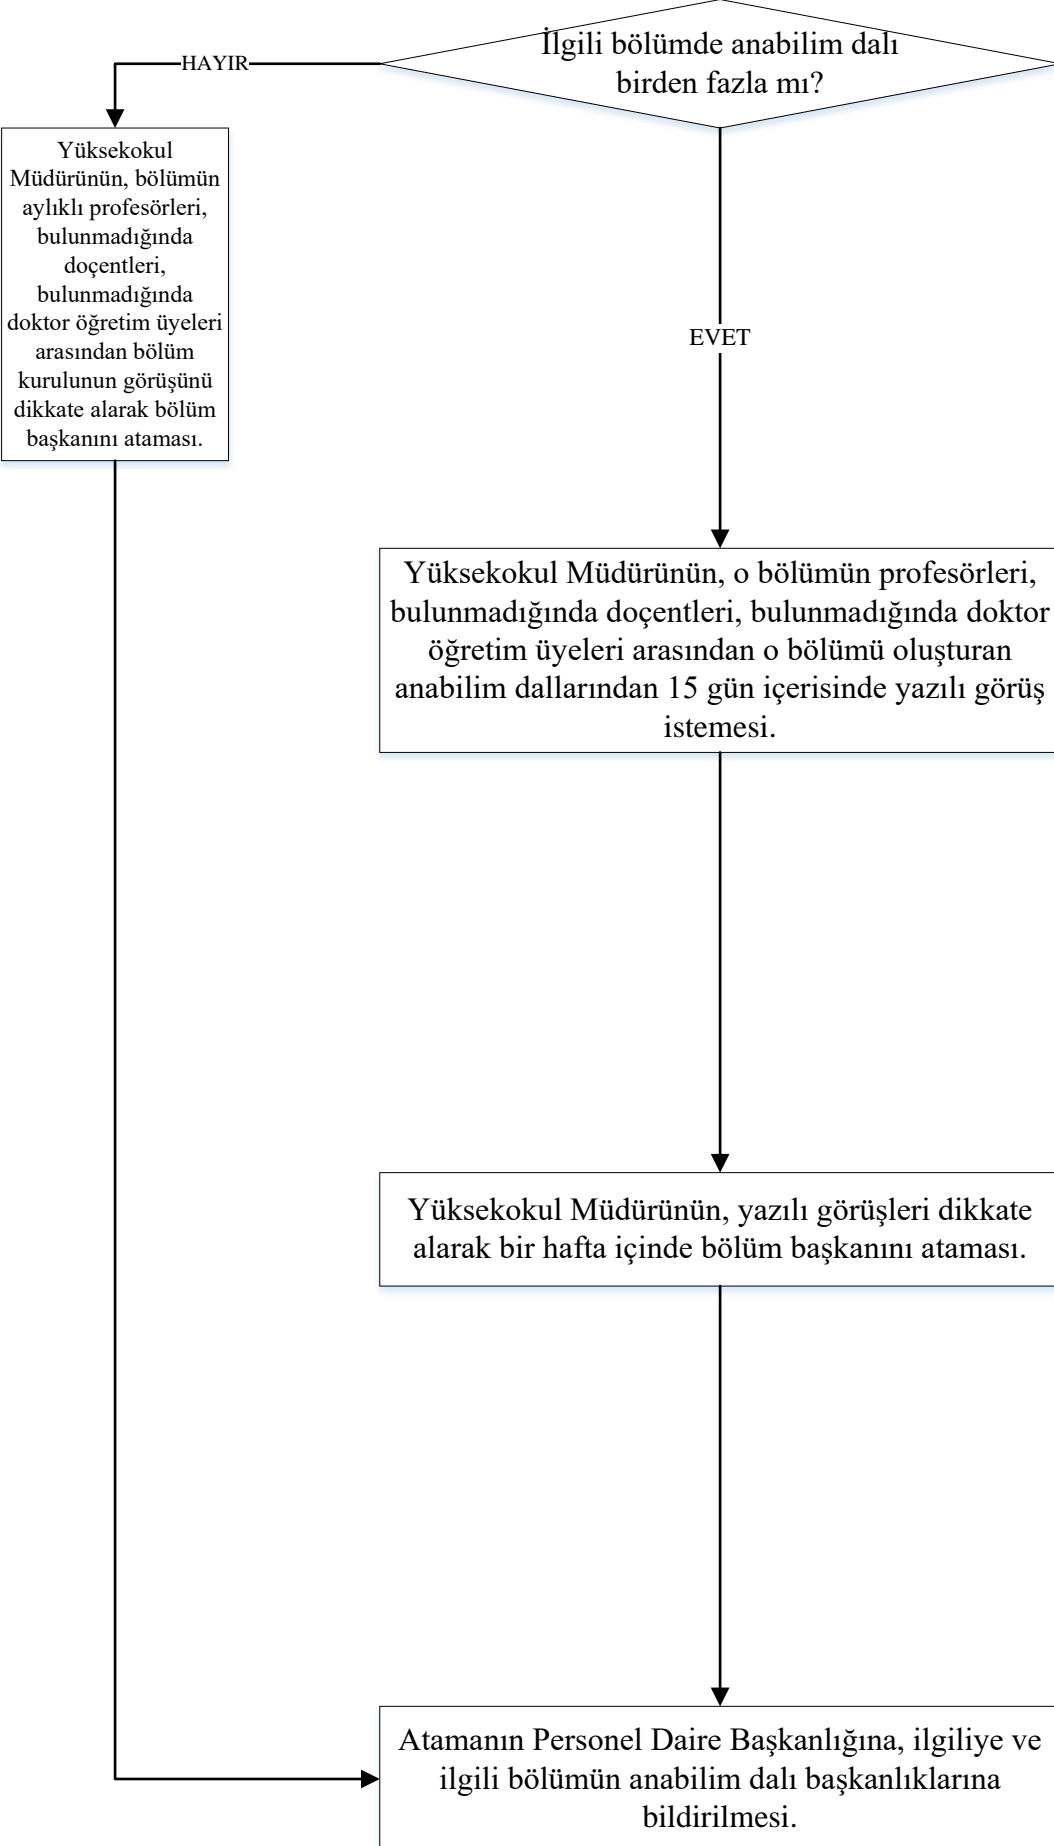 İlgili bölümde anabilim dalı
birden fazla mı?
HAYIR
Yüksekokul
Müdürünün, bölümün
aylıklı profesörleri,
bulunmadığında
doçentleri,
bulunmadığında
doktor öğretim üyeleri
arasından bölüm
kurulunun görüşünü
dikkate alarak bölüm
başkanını ataması.
EVET
Yüksekokul Müdürünün, o bölümün profesörleri,
bulunmadığında doçentleri, bulunmadığında doktor
öğretim üyeleri arasından o bölümü oluşturan
anabilim dallarından 15 gün içerisinde yazılı görüş
istemesi.
Yüksekokul Müdürünün, yazılı görüşleri dikkate
alarak bir hafta içinde bölüm başkanını ataması.
Atamanın Personel Daire Başkanlığına, ilgiliye ve
ilgili bölümün anabilim dalı başkanlıklarına
bildirilmesi.